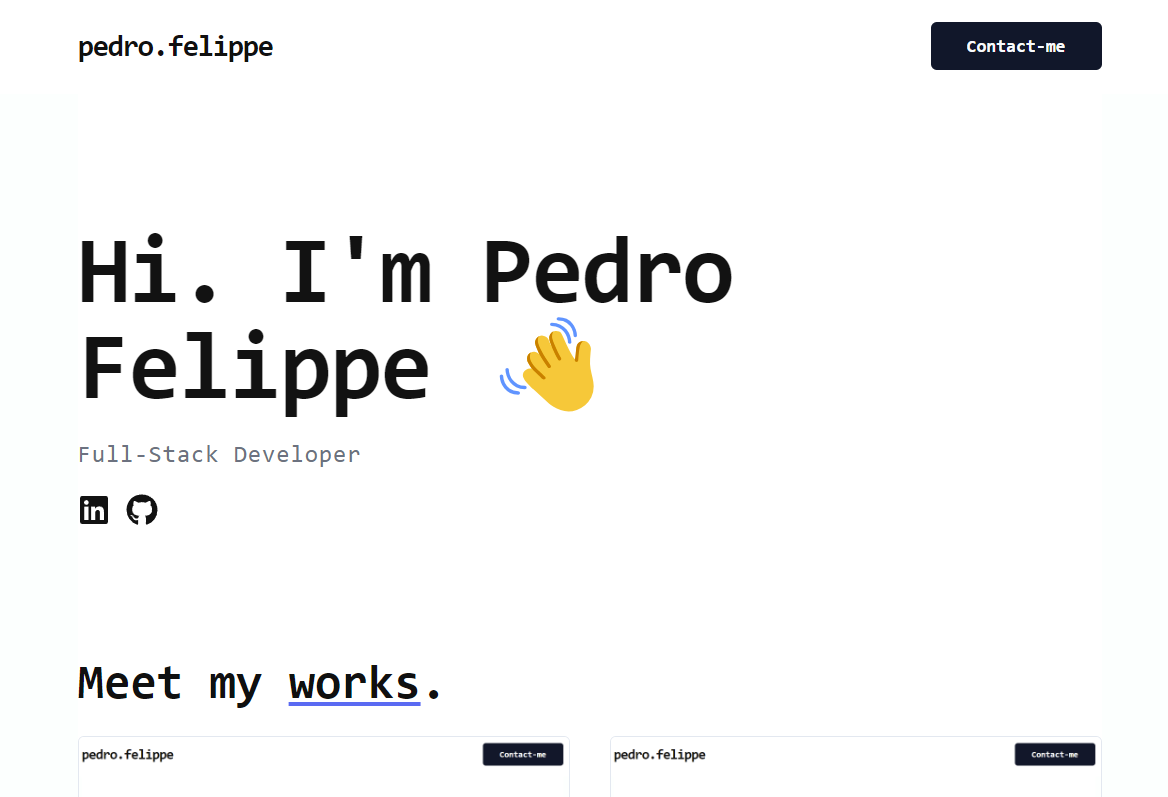 pedro.felippe
Contact-me
Hi. I'm Pedro
Felippe
Full-Stack Developer
in
Meet my works.
pedro.felippe
Contact-me
pedro.felippe
Contact-me